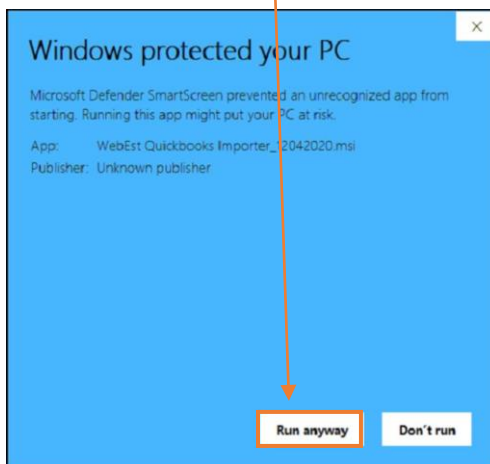 Windows protected your PC
Microsoft Defender SmartScreen prevented an unrecognized app from
starting. Running this app might put your PC at risk.
App: WebEst Quickbooks Importer_12042020.msi
Publisher: Unknown publisher
Run anyway
Don't run